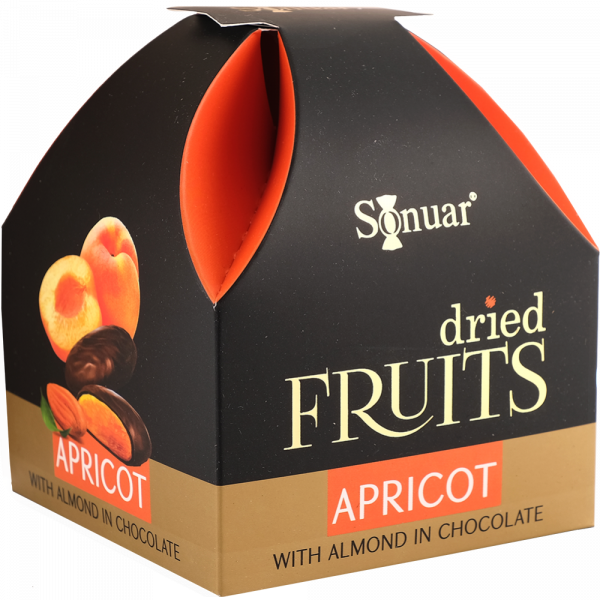 Sonuar®
dried
FRUITS
APRICOT
WITH ALMOND IN CHOCOLATE
APRICOT
WITH ALMOND IN CHOCOLATE